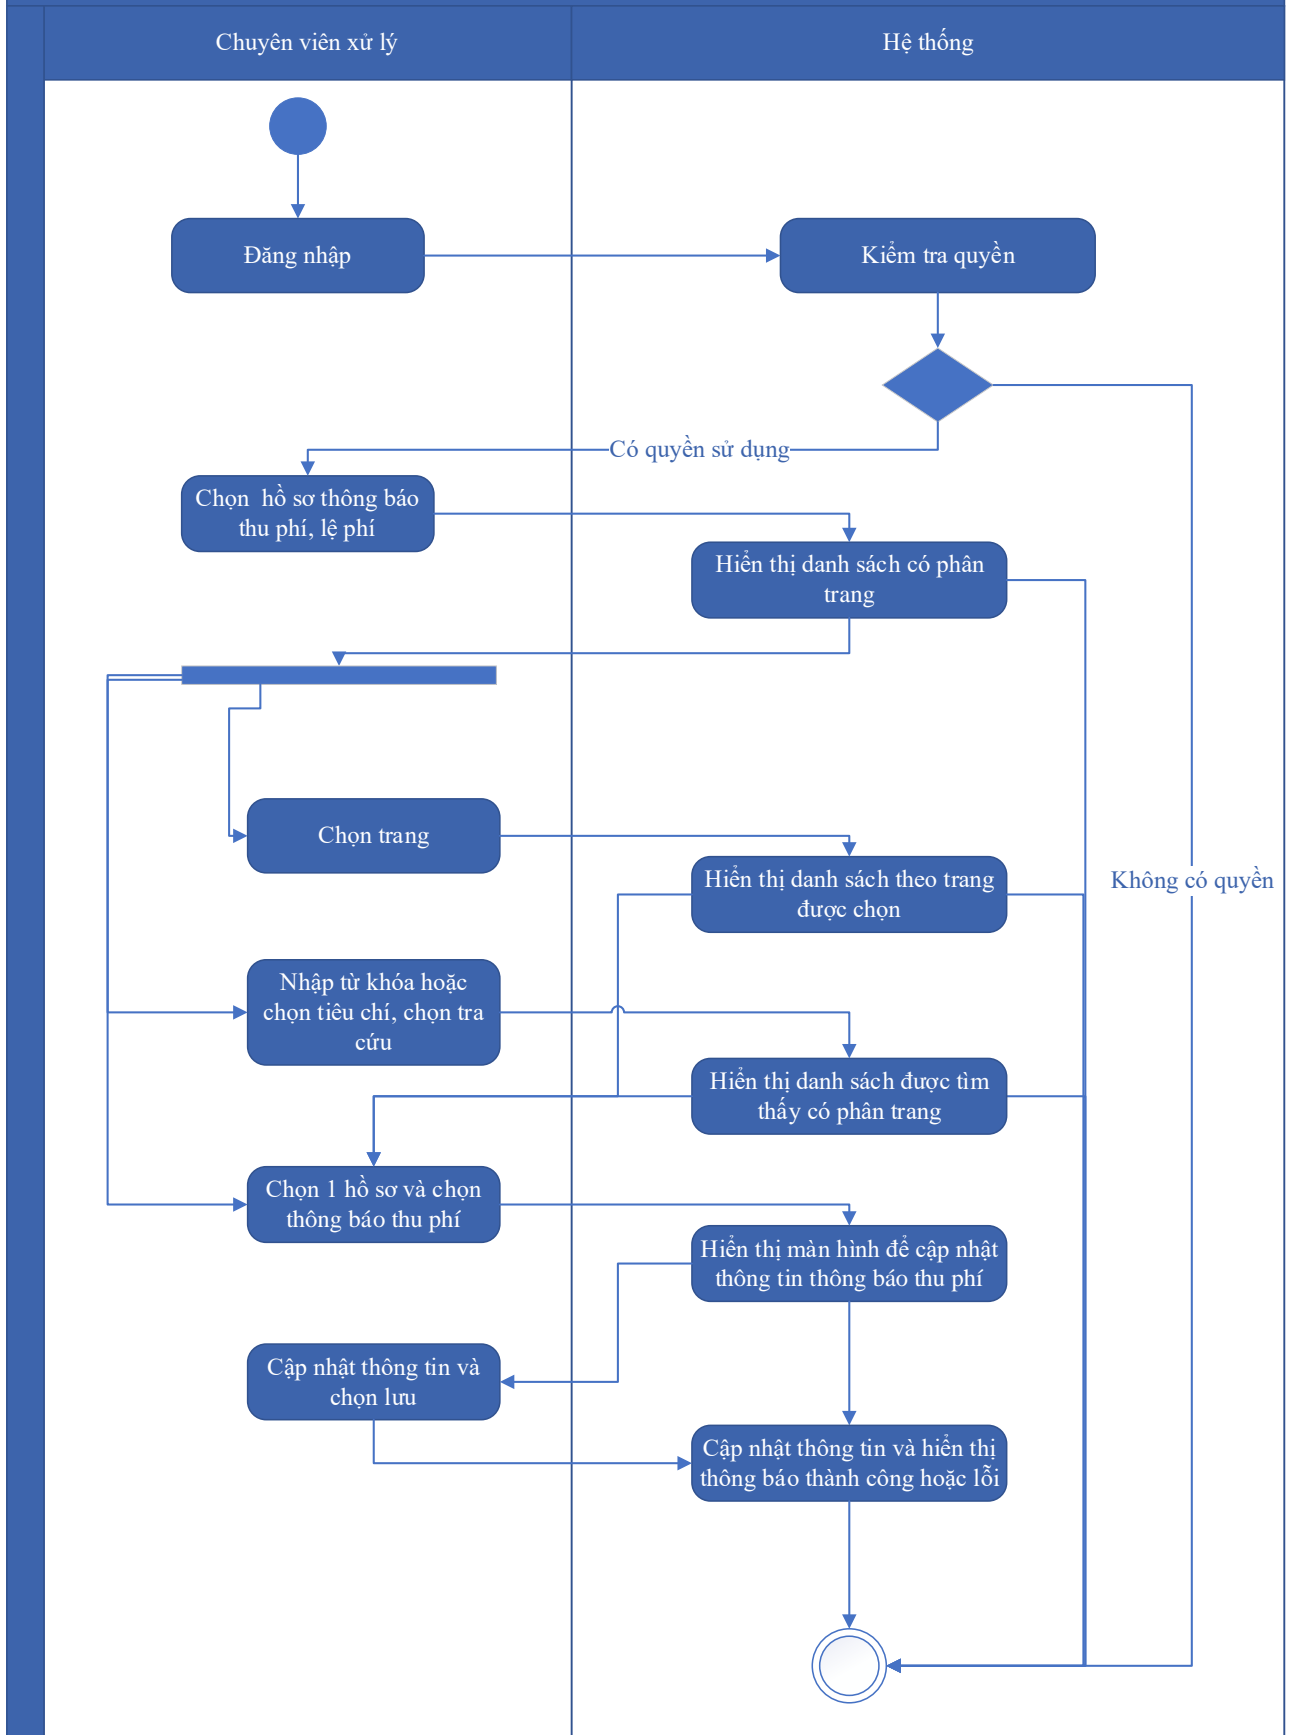 Chuyên viên xử lý
Hệ thống
Đăng nhập
Kiểm tra quyền
Có quyền sử dụng
Chọn hồ sơ thông báo
thu phí, lệ phí
Hiển thị danh sách có phân
trang
Chọn trang
Hiển thị danh sách theo trang
được chọn
Không có quyền
Nhập từ khóa hoặc
chọn tiêu chí, chọn tra
cứu
Hiển thị danh sách được tìm
thấy có phân trang
Chọn 1 hồ sơ và chọn
thông báo thu phí
Hiển thị màn hình để cập nhật
thông tin thông báo thu phí
Cập nhật thông tin và
chọn lưu
Cập nhật thông tin và hiển thị
thông báo thành công hoặc lỗi